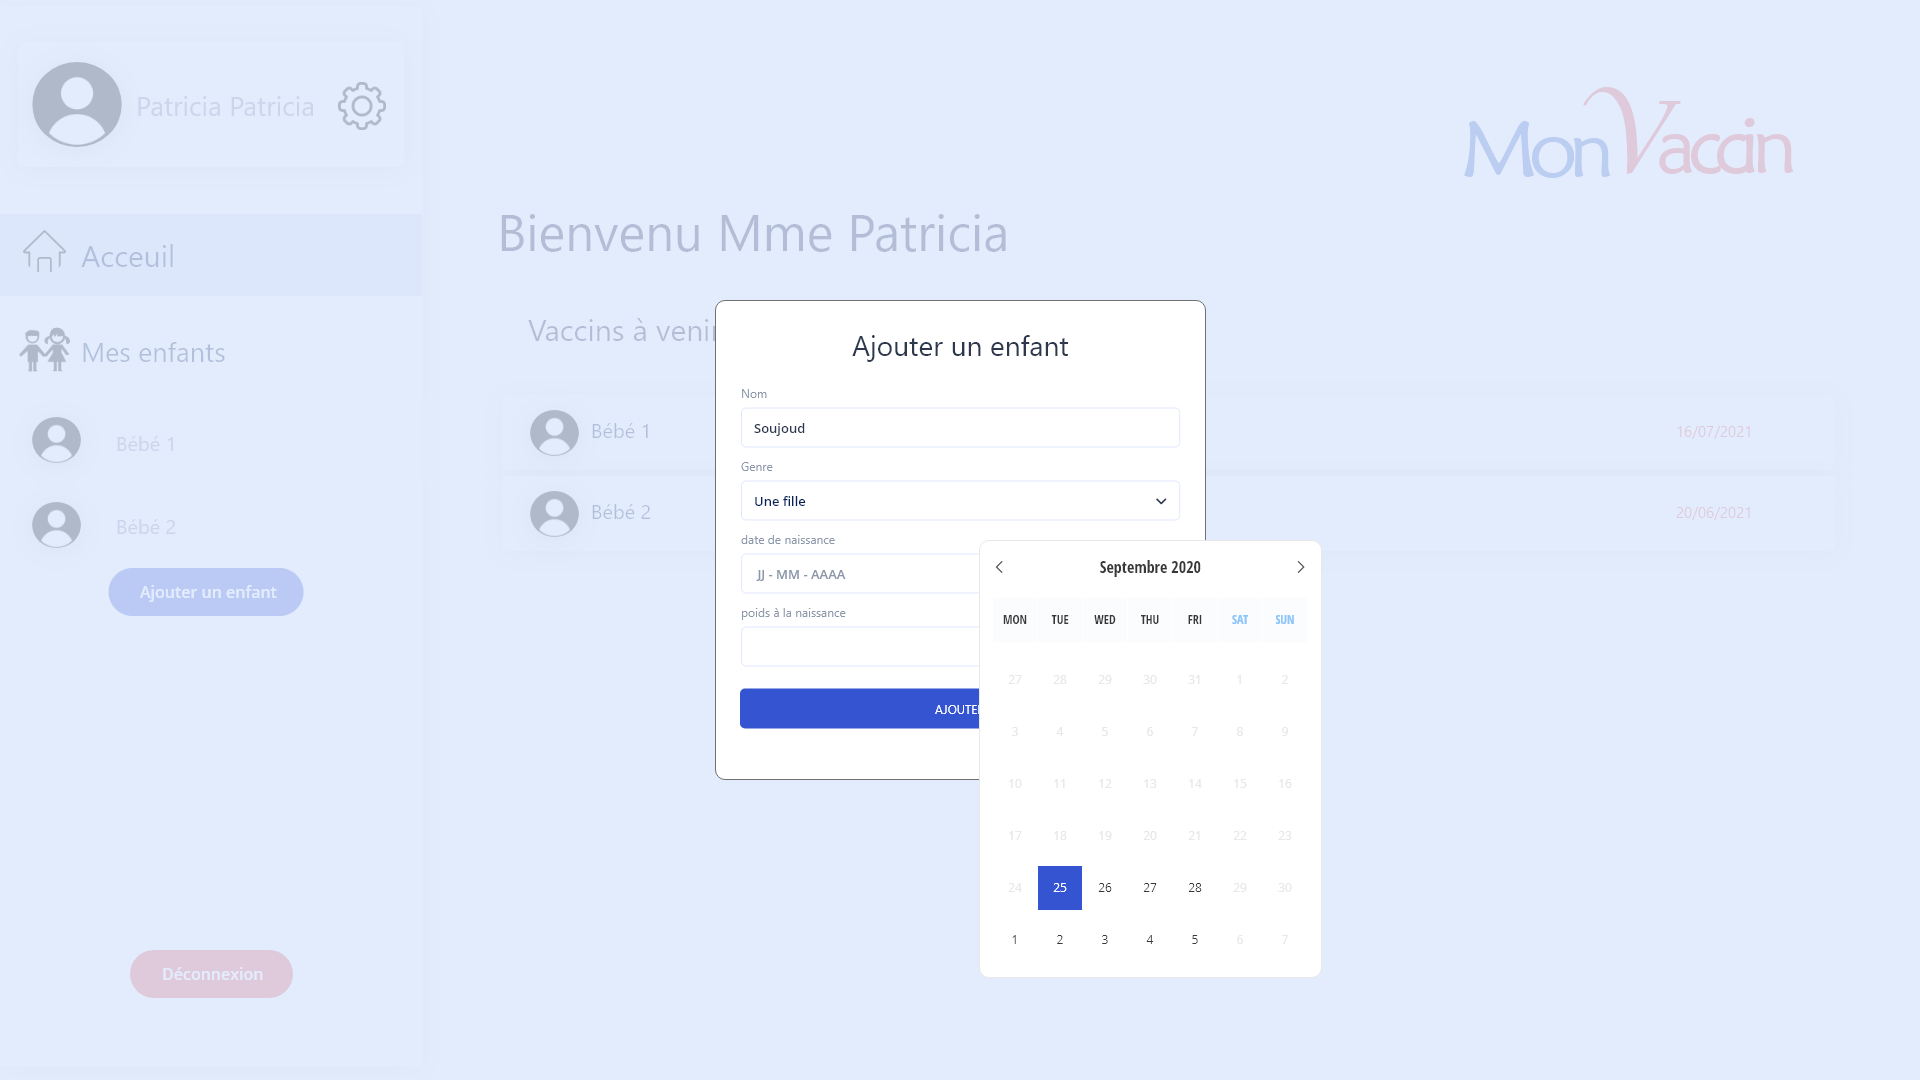 Patricia Patricia
Acceuil
Mes enfants
Bébé 1
Bébé 2
Ajouter un enfant
Déconnexion
MonVaccin
Bienvenu Mme Patricia
Vaccins à venir
Bébé 1 16/07/2021
Bébé 2 20/06/2021
Ajouter un enfant
Nom
Soujoud
Genre
Une fille
date de naissance
JJ - MM - AAAA
poids à la naissance
AJOUTE
Septembre 2020
MON TUE WED THU FRI SAT SUN
27 28 29 30 31 1 2
3 4 5 6 7 8 9
10 11 12 13 14 15 16
17 18 19 20 21 22 23
24 25 26 27 28 29 30
1 2 3 4 5 6 7